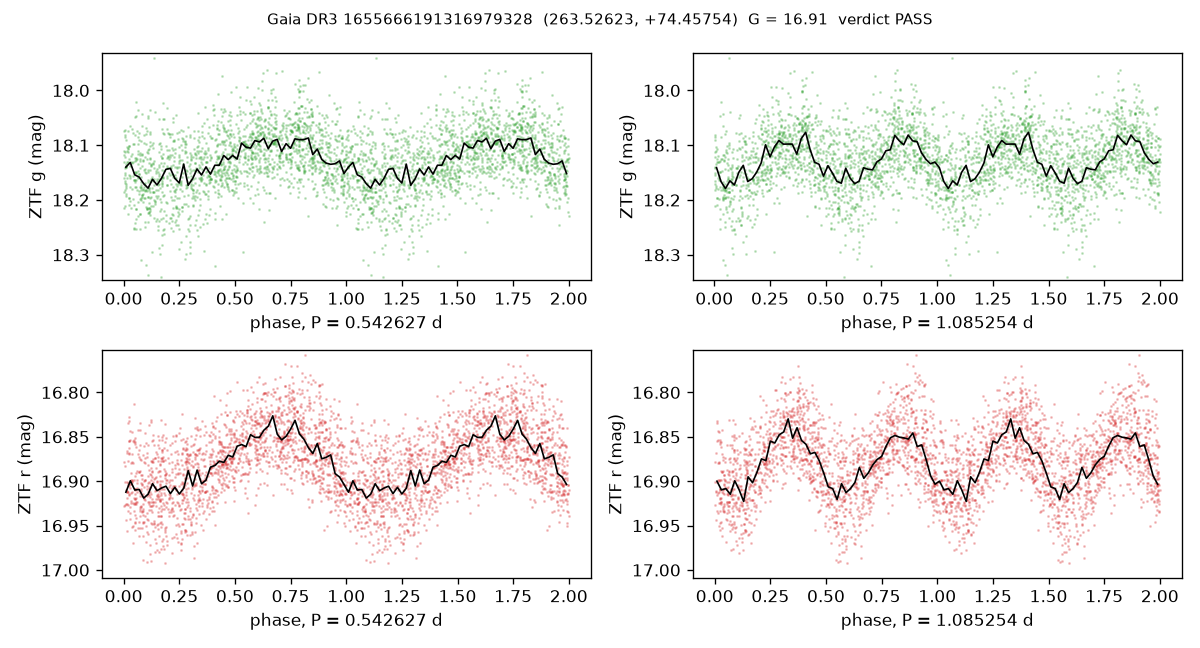 Gaia DR3 1655666191316979328 (263.52623, +74.45754) G = 16.91 verdict PASS
ZTF g (mag)
18.0
18.1
18.2
18.3
0.00 0.25 0.50 0.75 1.00 1.25 1.50 1.75 2.00
phase, P = 0.542627 d
ZTF g (mag)
18.0
18.1
18.2
18.3
0.00 0.25 0.50 0.75 1.00 1.25 1.50 1.75 2.00
phase, P = 1.085254 d
ZTF r (mag)
16.80
16.85
16.90
16.95
17.00
0.00 0.25 0.50 0.75 1.00 1.25 1.50 1.75 2.00
phase, P = 0.542627 d
ZTF r (mag)
16.80
16.85
16.90
16.95
17.00
0.00 0.25 0.50 0.75 1.00 1.25 1.50 1.75 2.00
phase, P = 1.085254 d